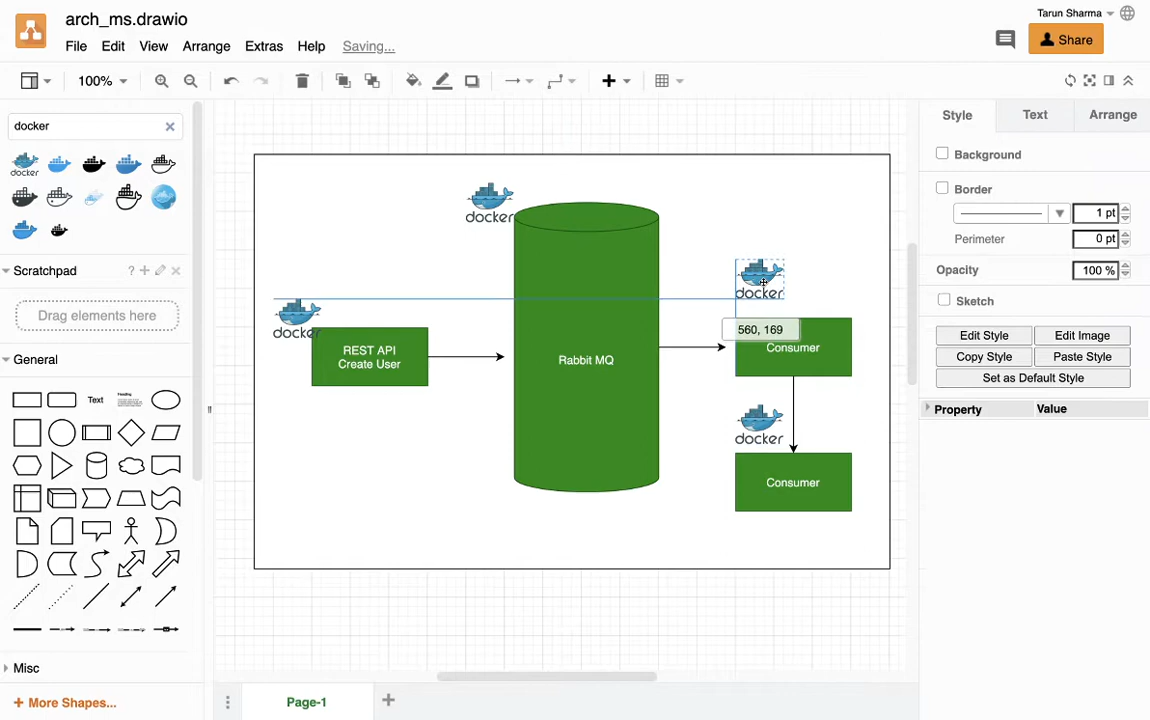 arch_ms.drawio
Tarun Sharma
File Edit View Arrange Extras Help Saving...
Share
100%
docker
docker
Scratchpad
?
Drag elements here
General
Text
Heading
Misc
+ More Shapes...
docker
docker
560, 169
docker
REST API
Create User
Rabbit MQ
Consumer
docker
Consumer
Page-1
Style Text Arrange
Background
Border
1 pt
Perimeter 0 pt
Opacity 100 %
Sketch
Edit Style Edit Image
Copy Style Paste Style
Set as Default Style
Property Value